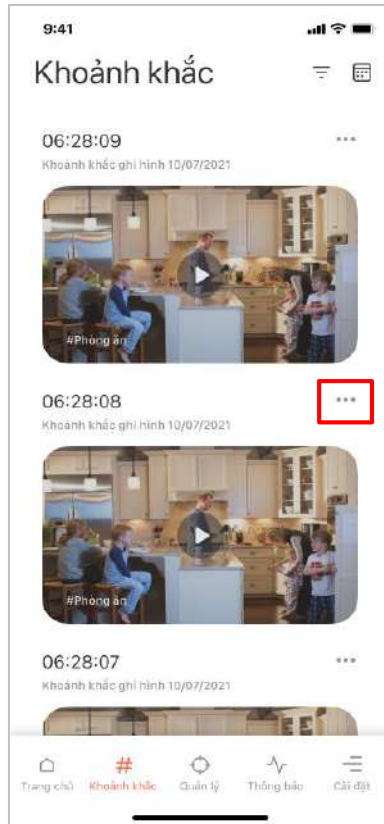 9:41
Khoảnh khắc
06:28:09
Khoảnh khắc ghi hình 10/07/2021
#Phòng ăn
06:28:08
Khoảnh khắc ghi hình 10/07/2021
#Phòng ăn
06:28:07
Khoảnh khắc ghi hình 10/07/2021
Trang chủ Khoảnh khắc Quản lý Thông báo Cài đặt